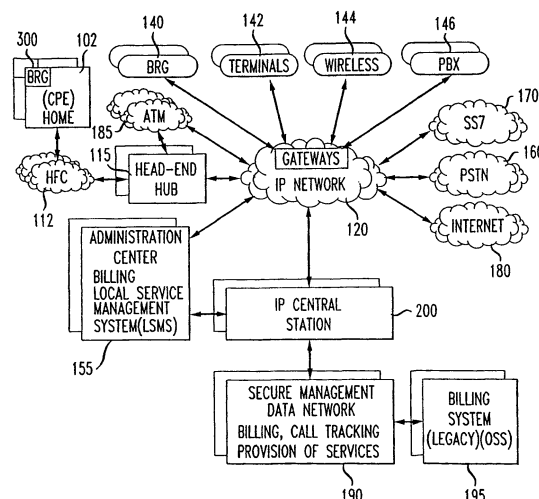 300
102
140
142
144
146
BRG
(CPE)
HOME
BRG
TERMINALS
WIRELESS
PBX
185
ATM
170
SS7
115
HFC
112
HEAD-END
HUB
GATEWAYS
IP NETWORK
120
160
PSTN
INTERNET
180
ADMINISTRATION
CENTER
BILLING
LOCAL SERVICE
MANAGEMENT
SYSTEM(LSMS)
155
IP CENTRAL
STATION
200
SECURE MANAGEMENT
DATA NETWORK
BILLING, CALL TRACKING
PROVISION OF SERVICES
190
BILLING
SYSTEM
(LEGACY)(OSS)
195